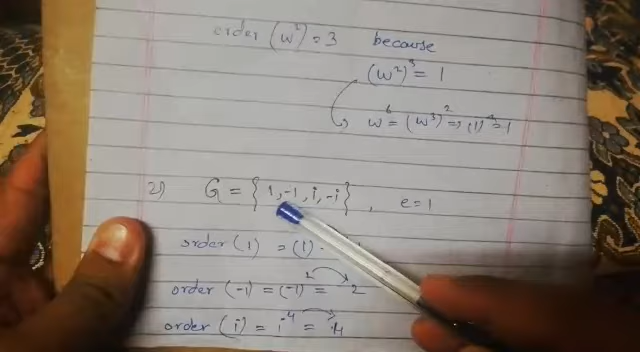 order (w²) = 3 because
(w²)³ = 1
w⁶ = (w³)² => (1)² = 1
2) G = { 1, -1, i, -i } , e = 1
order (1) = (1)
order (-1) = (-1)² = 2
order (i) = i⁴ = 4